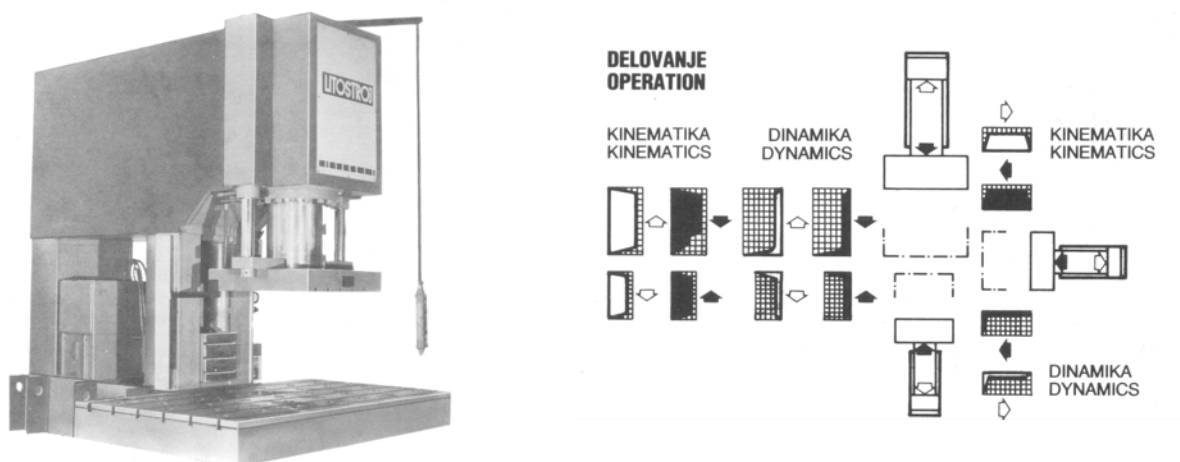 LITOSTROJ
DELOVANJE
OPERATION
KINEMATIKA
KINEMATICS
DINAMIKA
DYNAMICS
KINEMATIKA
KINEMATICS
DINAMIKA
DYNAMICS